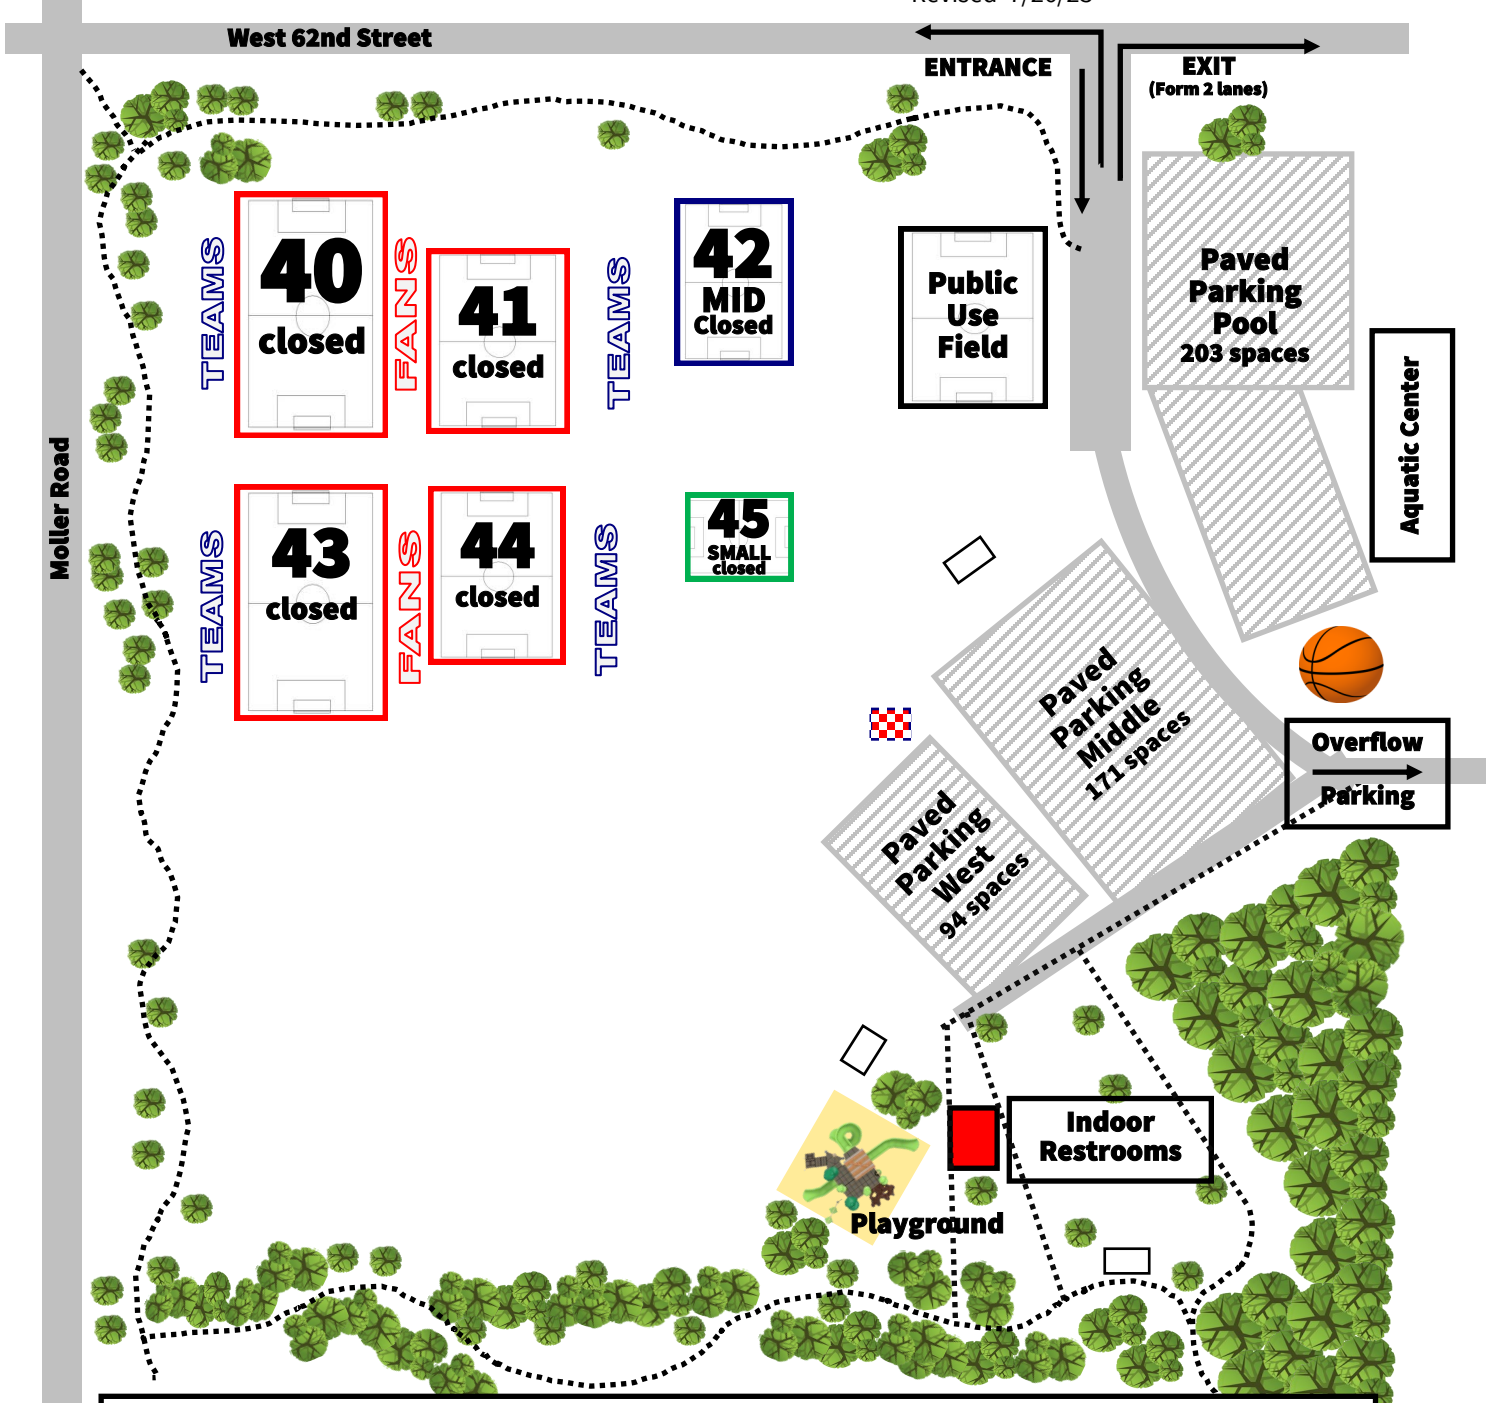 West 62nd Street
ENTRANCE
EXIT
(Form 2 lanes)
TEAMS
40
closed
FANS
41
closed
TEAMS
42
MID
Closed
Public
Use
Field
Paved
Parking
Pool
203 spaces
Aquatic Center
Moller Road
TEAMS
43
closed
FANS
44
closed
TEAMS
45
SMALL
closed
Paved
Parking
Middle
171 spaces
Overflow
Parking
Paved
Parking
West
94 spaces
Indoor
Restrooms
Playground